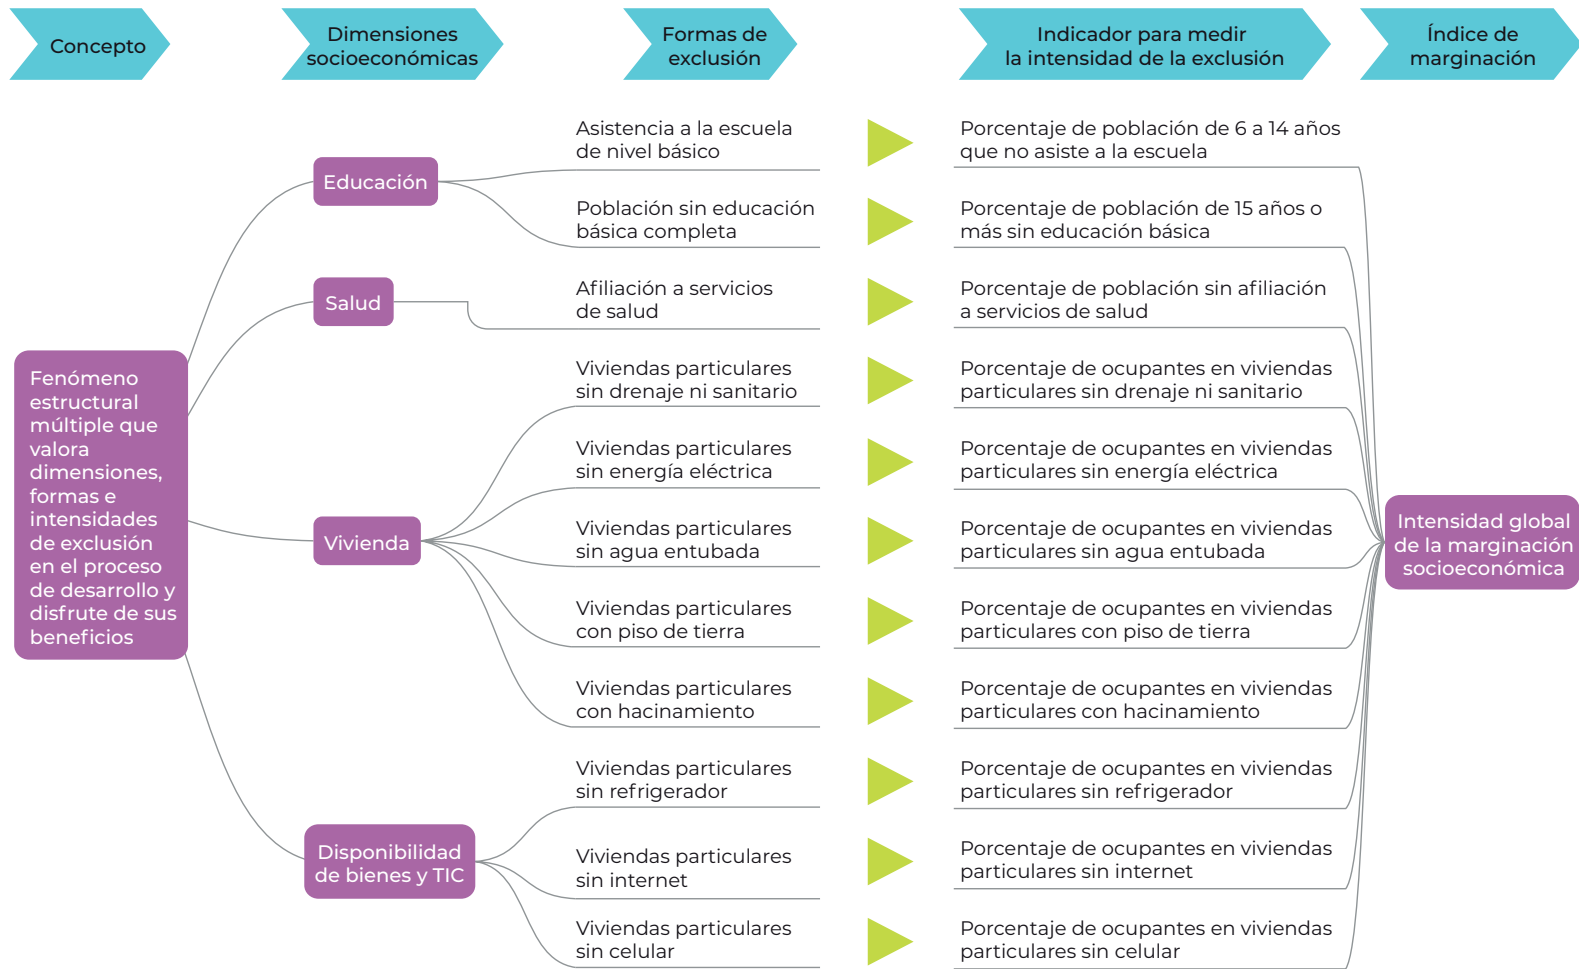 Concepto
Dimensiones
socioeconómicas
Formas de
exclusión
Indicador para medir
la intensidad de la exclusión
Índice de
marginación
Fenómeno
estructural
múltiple que
valora
dimensiones,
formas e
intensidades
de exclusión
en el proceso
de desarrollo y
disfrute de sus
beneficios
Educación
Asistencia a la escuela
de nivel básico
Porcentaje de población de 6 a 14 años
que no asiste a la escuela
Población sin educación
básica completa
Porcentaje de población de 15 años o
más sin educación básica
Salud
Afiliación a servicios
de salud
Porcentaje de población sin afiliación
a servicios de salud
Vivienda
Viviendas particulares
sin drenaje ni sanitario
Porcentaje de ocupantes en viviendas
particulares sin drenaje ni sanitario
Viviendas particulares
sin energía eléctrica
Porcentaje de ocupantes en viviendas
particulares sin energía eléctrica
Viviendas particulares
sin agua entubada
Porcentaje de ocupantes en viviendas
particulares sin agua entubada
Viviendas particulares
con piso de tierra
Porcentaje de ocupantes en viviendas
particulares con piso de tierra
Viviendas particulares
con hacinamiento
Porcentaje de ocupantes en viviendas
particulares con hacinamiento
Disponibilidad
de bienes y TIC
Viviendas particulares
sin refrigerador
Porcentaje de ocupantes en viviendas
particulares sin refrigerador
Viviendas particulares
sin internet
Porcentaje de ocupantes en viviendas
particulares sin internet
Viviendas particulares
sin celular
Porcentaje de ocupantes en viviendas
particulares sin celular
Intensidad global
de la marginación
socioeconómica